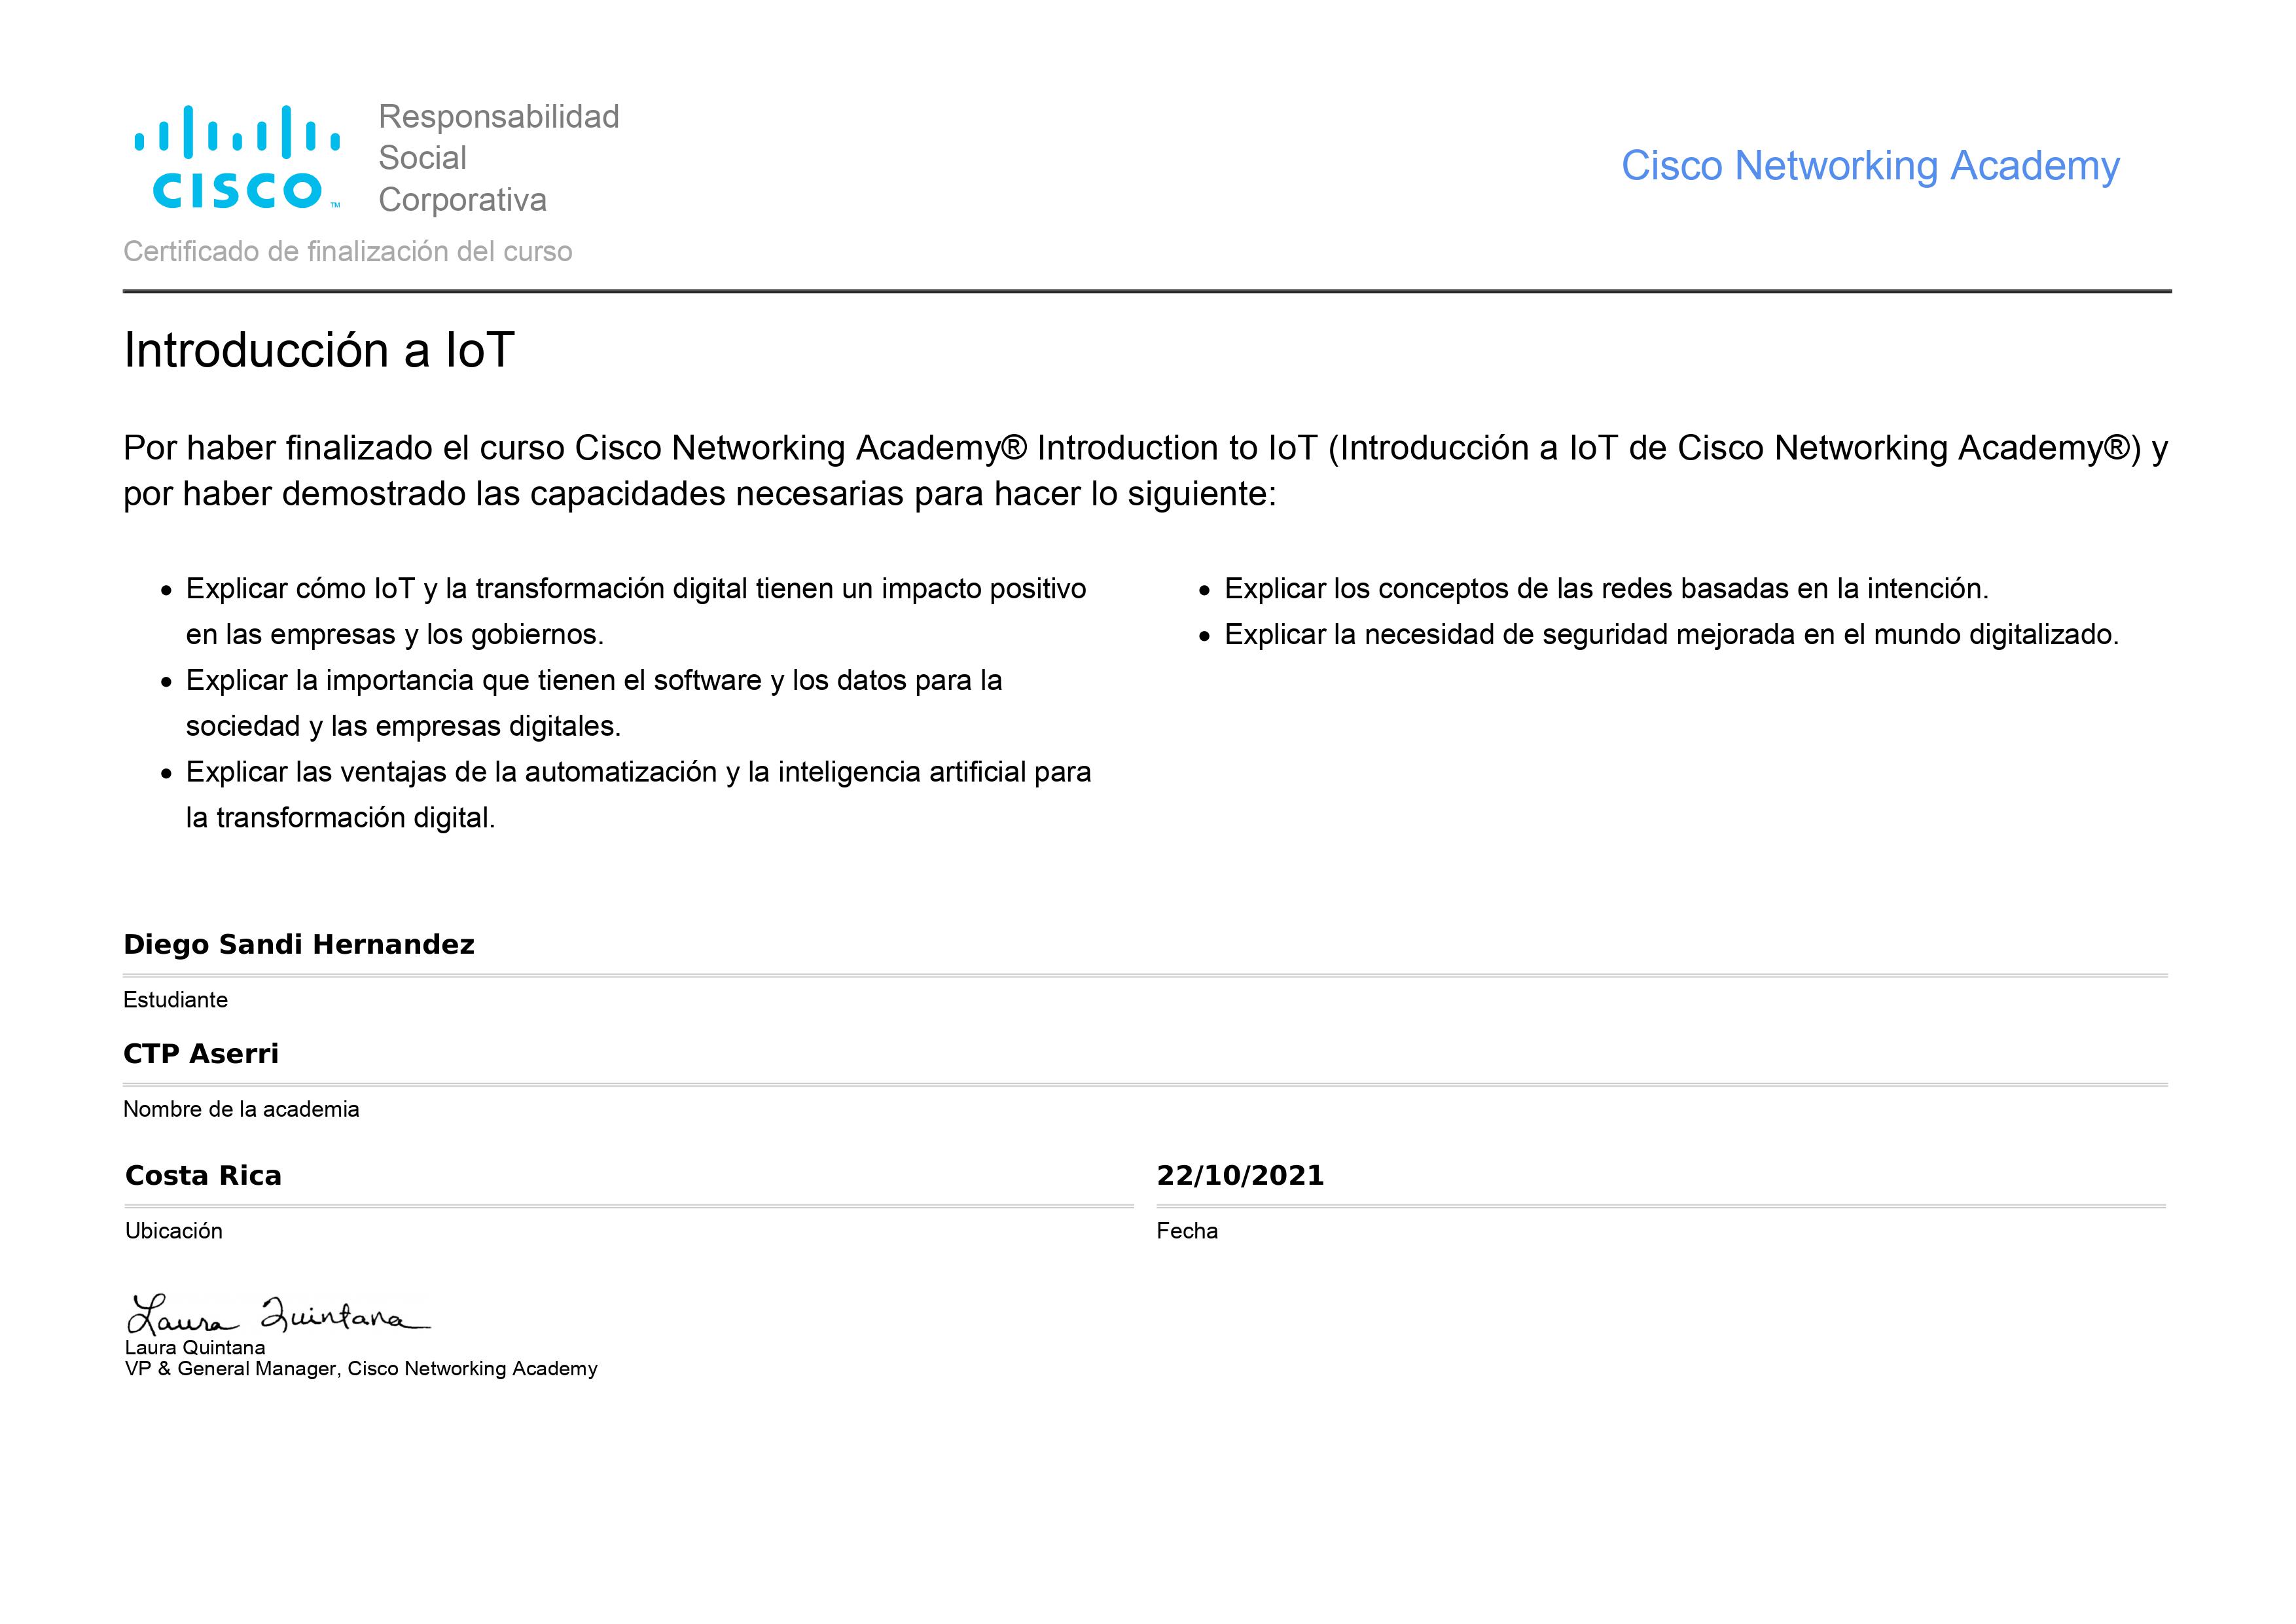 CISCO™
Responsabilidad
Social
Corporativa
Cisco Networking Academy
Certificado de finalización del curso
Introducción a IoT
Por haber finalizado el curso Cisco Networking Academy® Introduction to IoT (Introducción a IoT de Cisco Networking Academy®) y
por haber demostrado las capacidades necesarias para hacer lo siguiente:
• Explicar cómo IoT y la transformación digital tienen un impacto positivo
en las empresas y los gobiernos.
• Explicar la importancia que tienen el software y los datos para la
sociedad y las empresas digitales.
• Explicar las ventajas de la automatización y la inteligencia artificial para
la transformación digital.
• Explicar los conceptos de las redes basadas en la intención.
• Explicar la necesidad de seguridad mejorada en el mundo digitalizado.
Diego Sandi Hernandez
Estudiante
CTP Aserri
Nombre de la academia
Costa Rica
Ubicación
22/10/2021
Fecha
Laura Quintana
Laura Quintana
VP & General Manager, Cisco Networking Academy